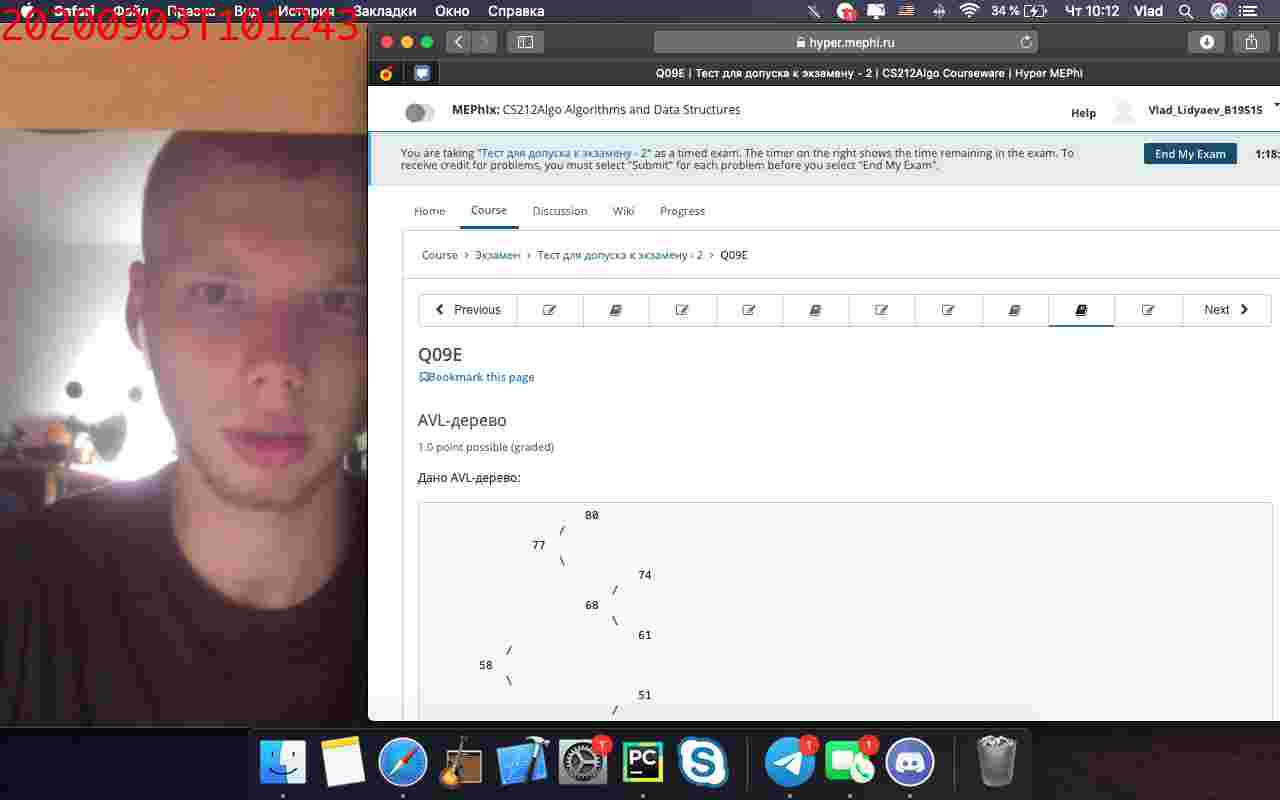 Safari Файл Правка Вид История Закладки Окно Справка 34 % Чт 10:12 Vlad
20200903T101243
hyper.mephi.ru
Q09E | Тест для допуска к экзамену - 2 | CS212Algo Courseware | Hyper MEPhI
MEPhIx: CS212Algo Algorithms and Data Structures
Help
Vlad_Lidyaev_B19515
You are taking "Тест для допуска к экзамену - 2" as a timed exam. The timer on the right shows the time remaining in the exam. To
receive credit for problems, you must select "Submit" for each problem before you select "End My Exam".
End My Exam
1:18:
Home Course Discussion Wiki Progress
Course > Экзамен > Тест для допуска к экзамену - 2 > Q09E
Previous
Next
Q09E
Bookmark this page
AVL-дерево
1.0 point possible (graded)
Дано AVL-дерево:
80
/
77
\
74
/
68
\
61
/
58
\
51
/
1
PC
1
1